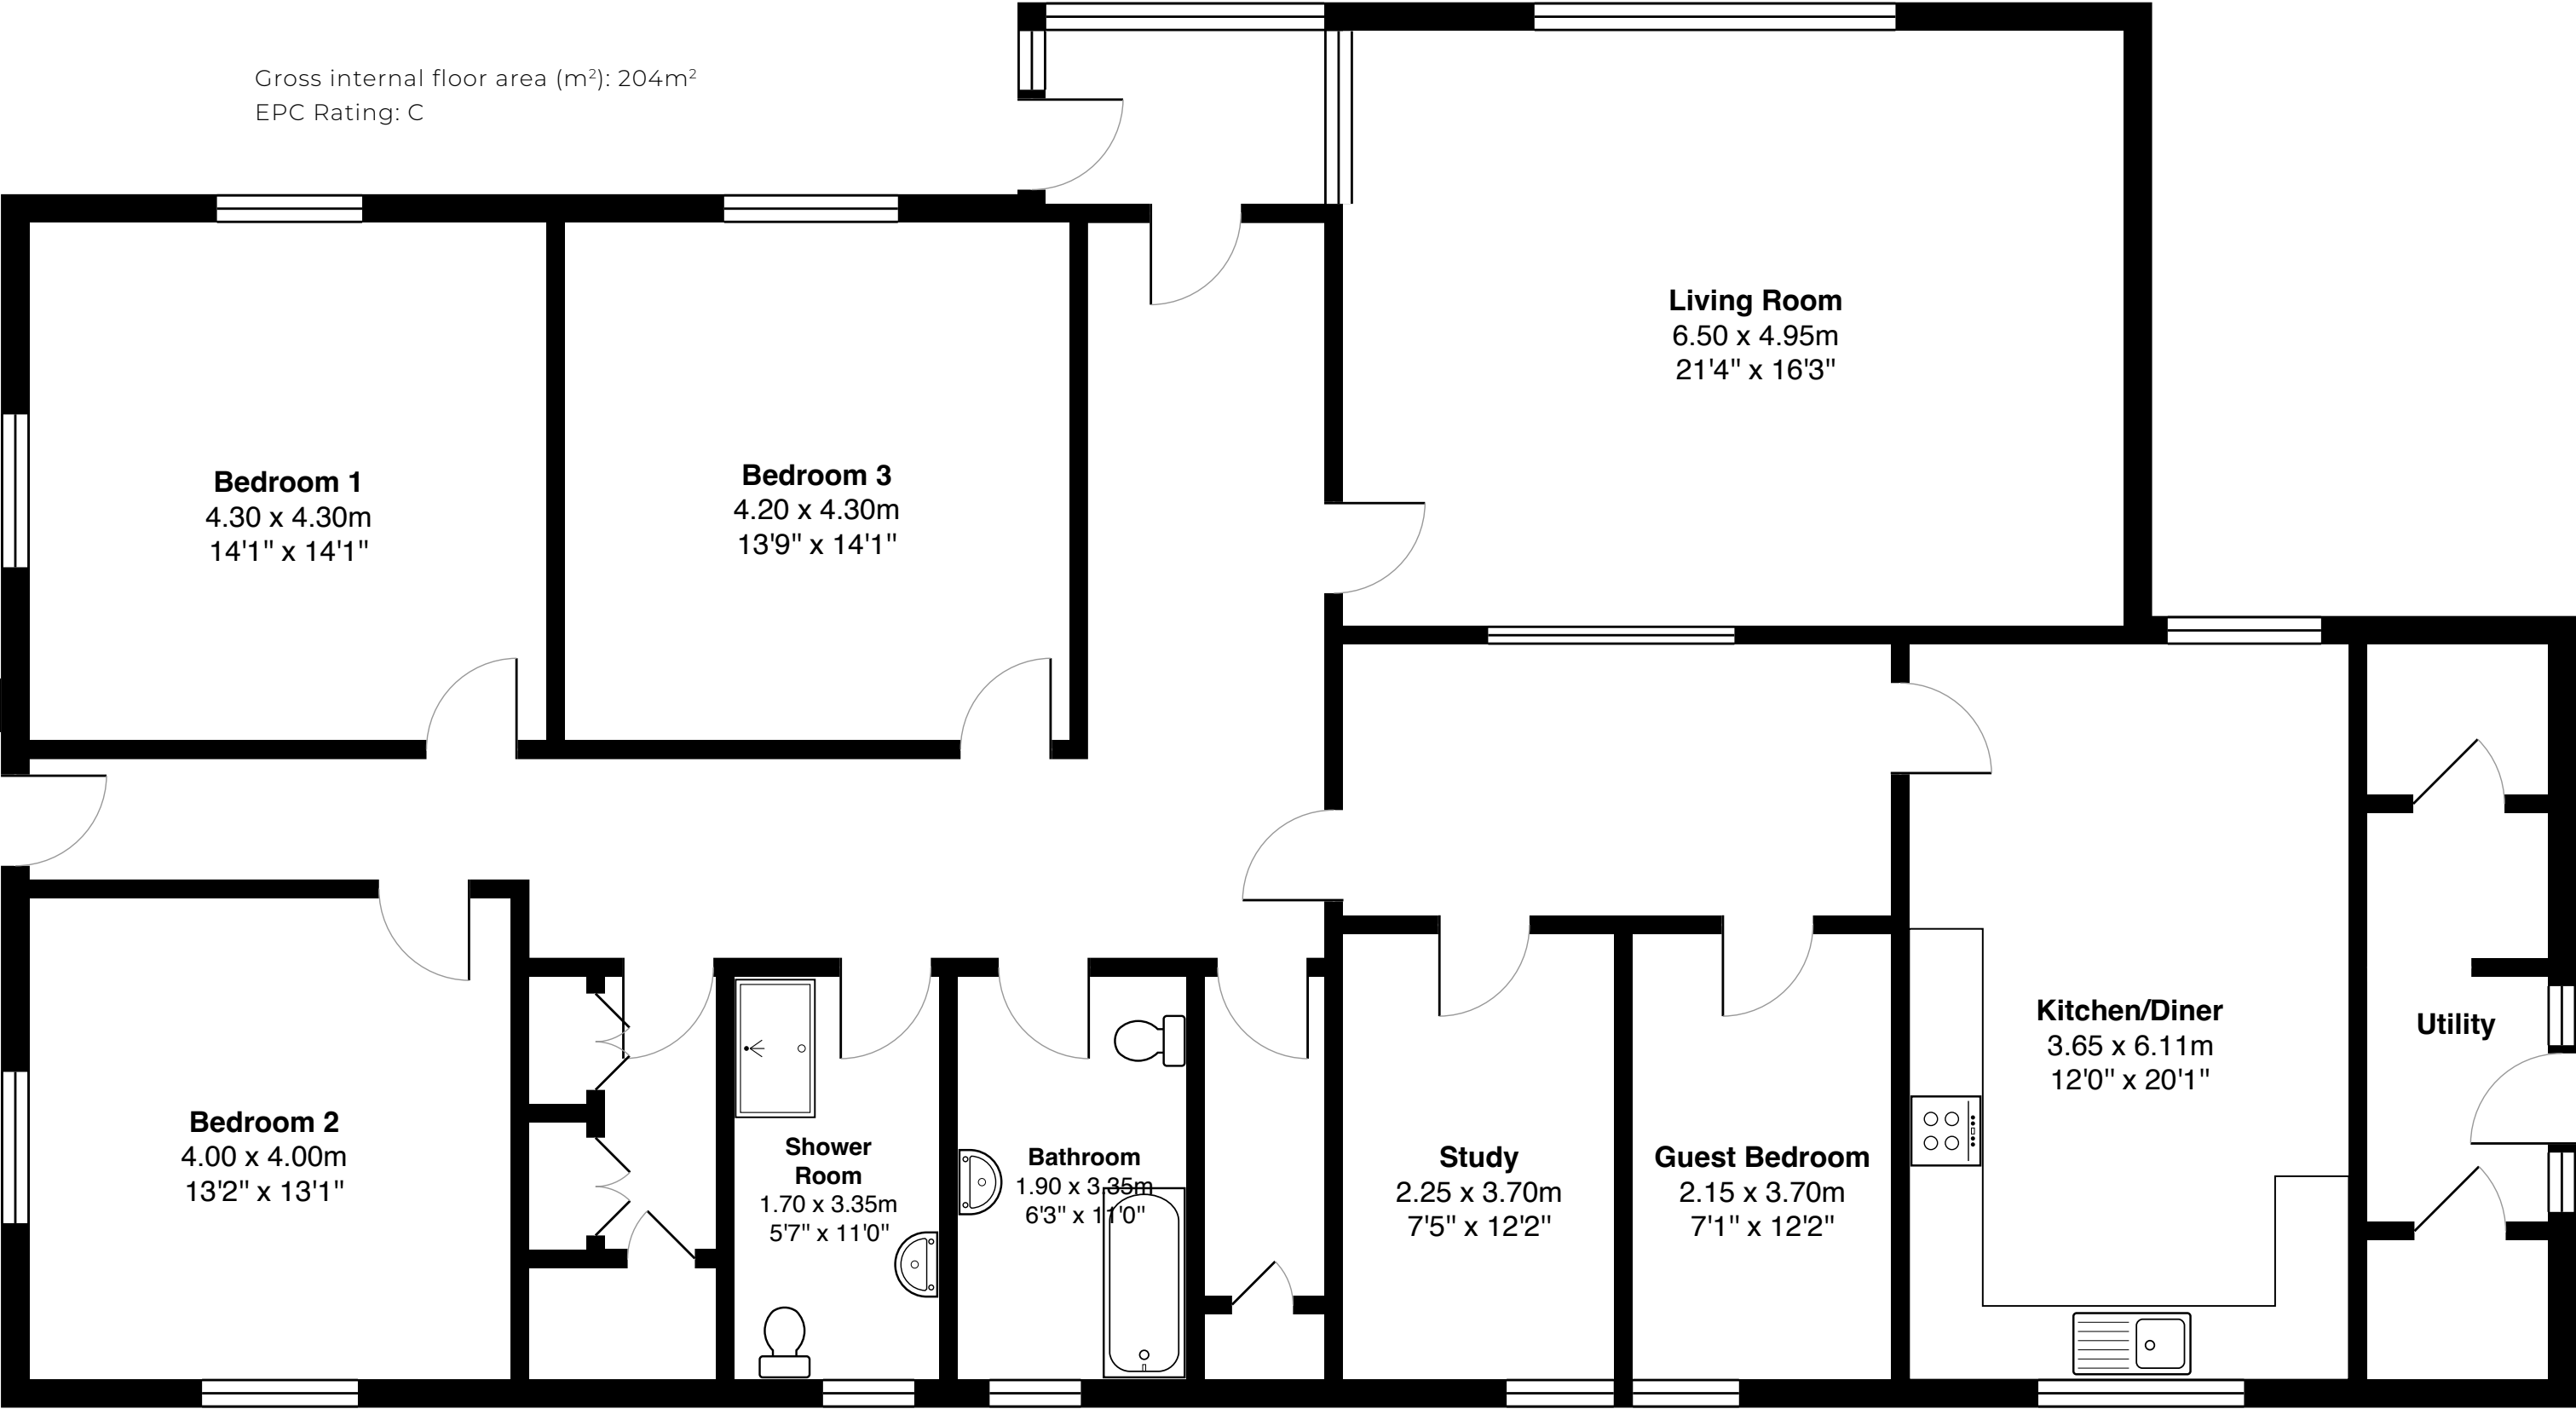 Gross internal floor area (m²): 204m²
EPC Rating: C
Living Room
6.50 x 4.95m
21'4" x 16'3"
Bedroom 1
4.30 x 4.30m
14'1" x 14'1"
Bedroom 3
4.20 x 4.30m
13'9" x 14'1"
Bedroom 2
4.00 x 4.00m
13'2" x 13'1"
Shower
Room
1.70 x 3.35m
5'7" x 11'0"
Bathroom
1.90 x 3.35m
6'3" x 11'0"
Study
2.25 x 3.70m
7'5" x 12'2"
Guest Bedroom
2.15 x 3.70m
7'1" x 12'2"
Kitchen/Diner
3.65 x 6.11m
12'0" x 20'1"
Utility